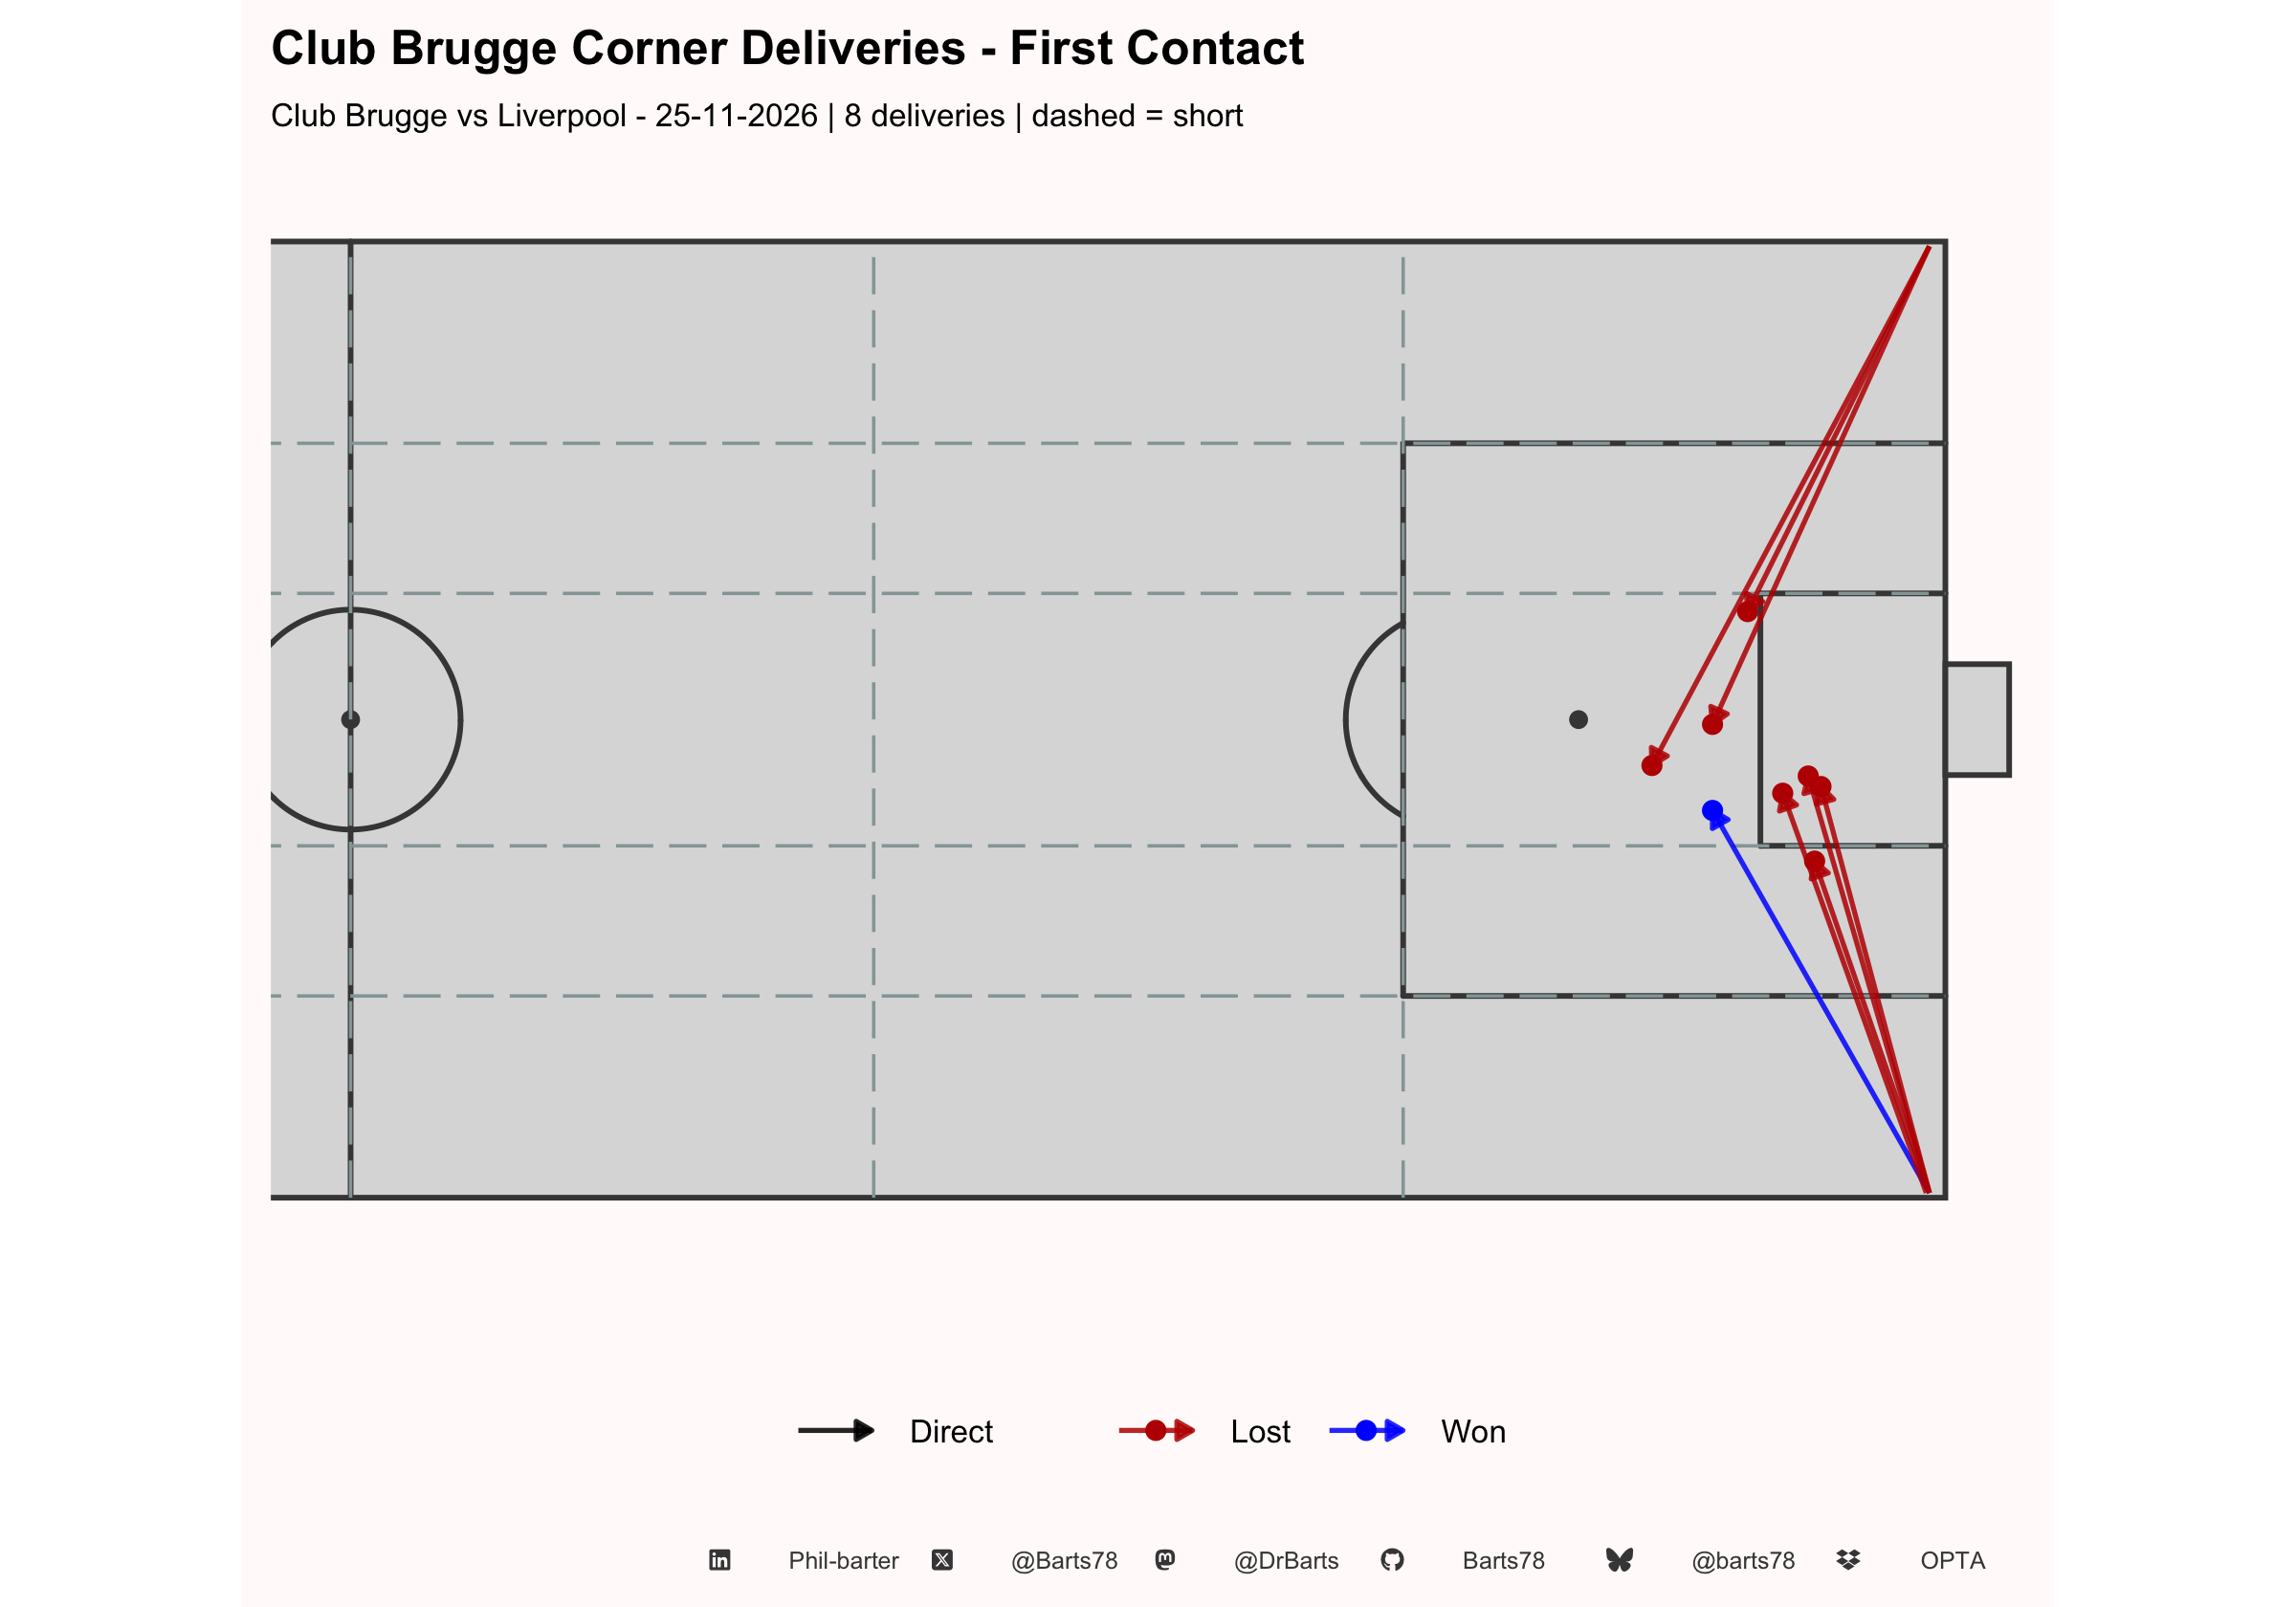 Club Brugge Corner Deliveries - First Contact
Club Brugge vs Liverpool - 25-11-2026 | 8 deliveries | dashed = short
Direct Lost Won
Phil-barter @Barts78 @DrBarts Barts78 @barts78 OPTA